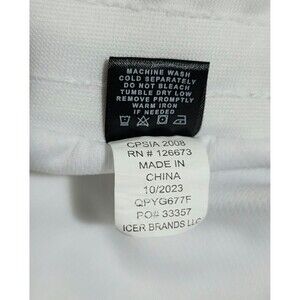 MACHINE WASH
COLD SEPARATELY
DO NOT BLEACH
TUMBLE DRY LOW
REMOVE PROMPTLY
WARM IRON
IF NEEDED
CPSIA 2008
RN # 126673
MADE IN
CHINA
10/2023
QPYG677F
PO# 33357
ICER BRANDS LLC